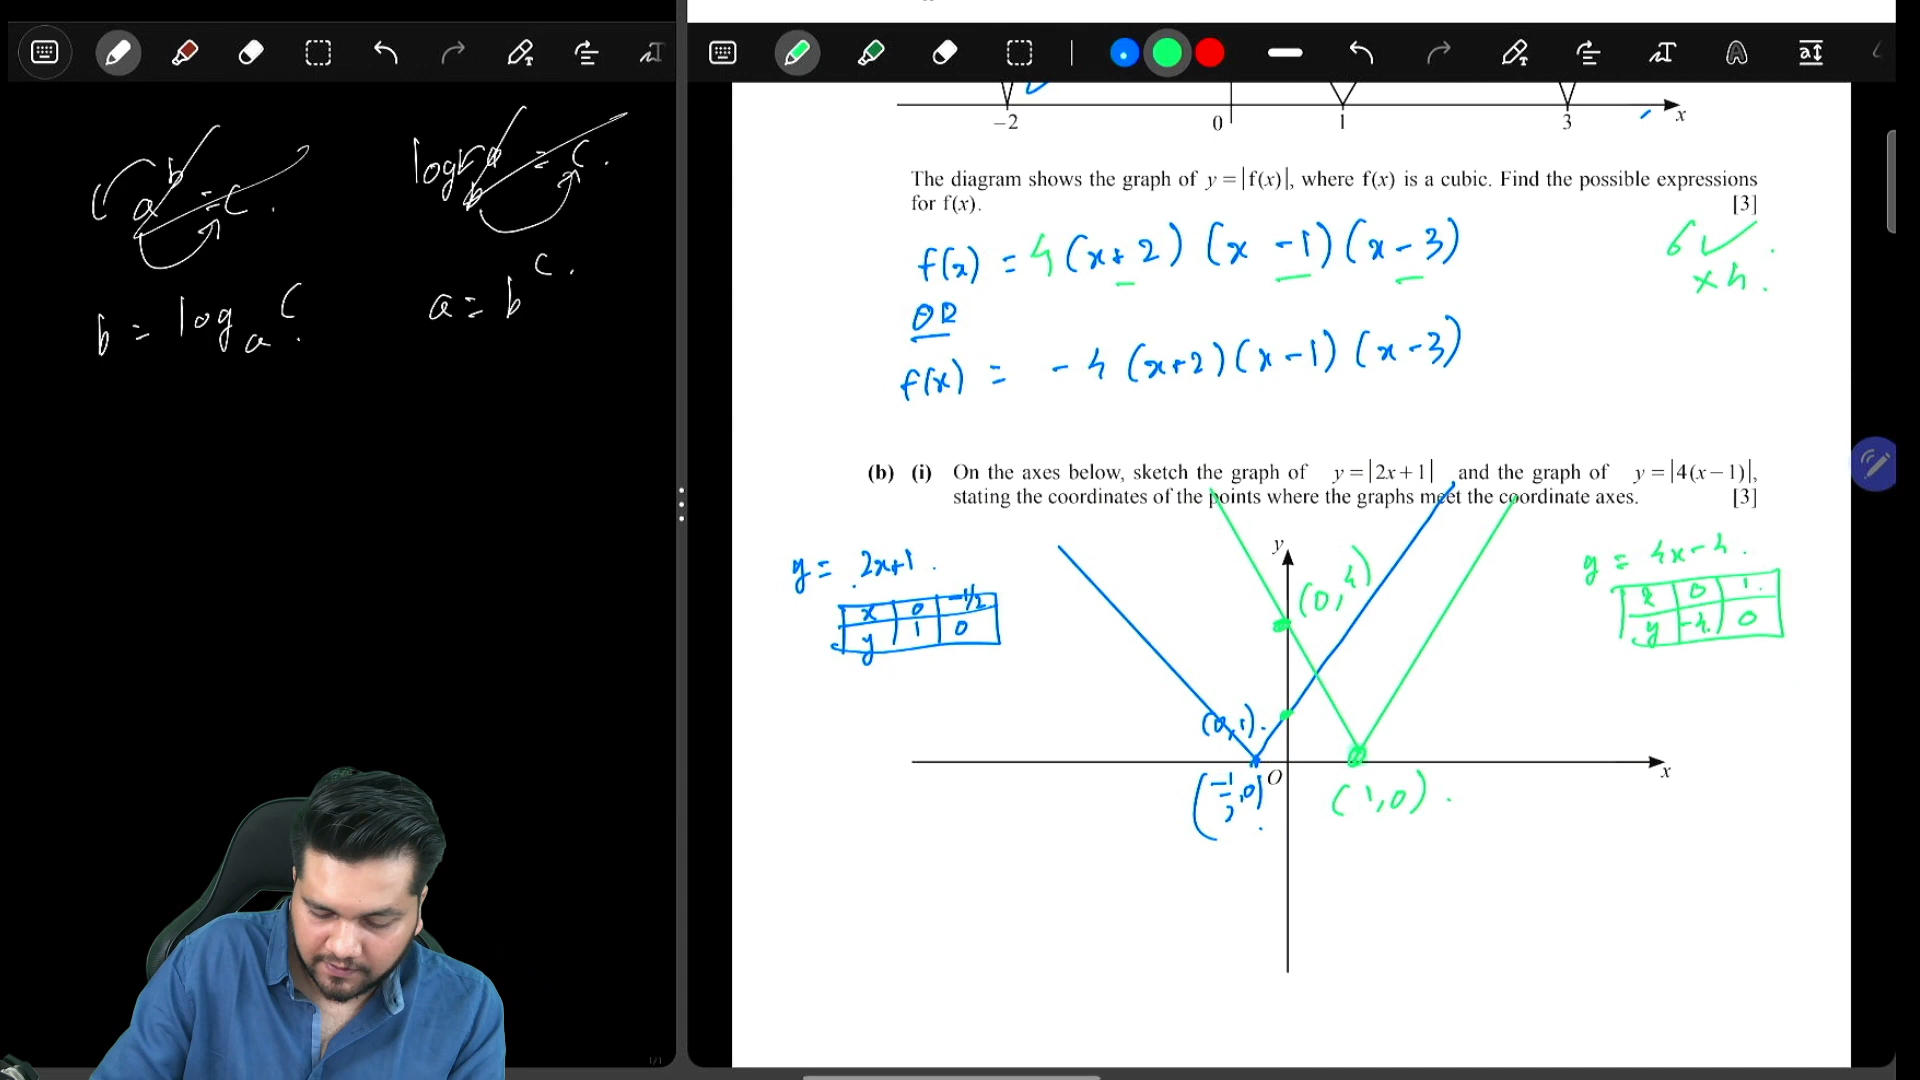 a^b = c.
log_b a = c.
b = log_a c.
a = b^c.
1/1
-2 0 1 3 x
The diagram shows the graph of y = |f(x)|, where f(x) is a cubic. Find the possible expressions
for f(x). [3]
f(x) = 4 (x+2) (x-1) (x-3)
6 ✓
x 4.
OR
f(x) = -4 (x+2) (x-1) (x-3)
(b) (i) On the axes below, sketch the graph of y = |2x+1| and the graph of y = |4(x-1)|,
stating the coordinates of the points where the graphs meet the coordinate axes. [3]
y = 2x+1.
x 0 -1/2
y 1 0
y
(0,4)
y = 4x-4.
x 0 1
y -4 0
(0,1).
O
x
(-1/2,0)
(1,0).